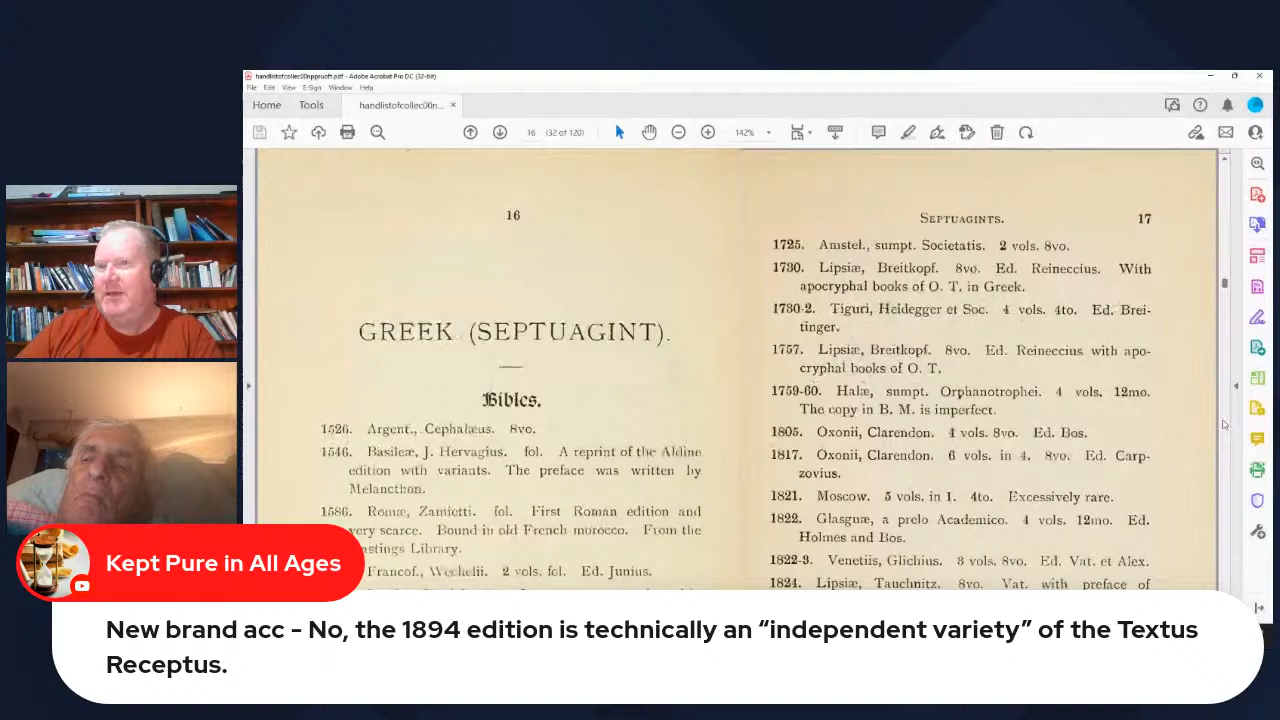 handlistofcollec00nppruoft.pdf - Adobe Acrobat Pro DC (32-bit)
File Edit View E-Sign Window Help
Home Tools handlistofcollec00n... ×
16 (32 of 120) 142%
16
GREEK (SEPTUAGINT).
Bibles.
1526. Argent., Cephalæus. 8vo.
1546. Basileæ, J. Hervagius. fol. A reprint of the Aldine
edition with variants. The preface was written by
Melancthon.
1586. Romæ, Zannetti. fol. First Roman edition and
very scarce. Bound in old French morocco. From the
Library.
Francof., Wechelii. 2 vols. fol. Ed. Junius.
Septuagints. 17
1725. Amstel., sumpt. Societatis. 2 vols. 8vo.
1730. Lipsiæ, Breitkopf. 8vo. Ed. Reineccius. With
apocryphal books of O. T. in Greek.
1730-2. Tiguri, Heidegger et Soc. 4 vols. 4to. Ed. Brei-
tinger.
1757. Lipsiæ, Breitkopf. 8vo. Ed. Reineccius with apo-
cryphal books of O. T.
1759-60. Halæ, sumpt. Orphanotrophei. 4 vols. 12mo.
The copy in B. M. is imperfect.
1805. Oxonii, Clarendon. 4 vols. 8vo. Ed. Bos.
1817. Oxonii, Clarendon. 6 vols. in 4. 8vo. Ed. Carp-
zovius.
1821. Moscow. 5 vols. in 1. 4to. Excessively rare.
1822. Glasguæ, a prelo Academico. 4 vols. 12mo. Ed.
Holmes and Bos.
1822-3. Venetiis, Glichius. 3 vols. 8vo. Ed. Vat. et Alex.
1824. Lipsiæ, Tauchnitz. 8vo. Vat. with preface of
Kept Pure in All Ages
New brand acc - No, the 1894 edition is technically an “independent variety” of the Textus
Receptus.